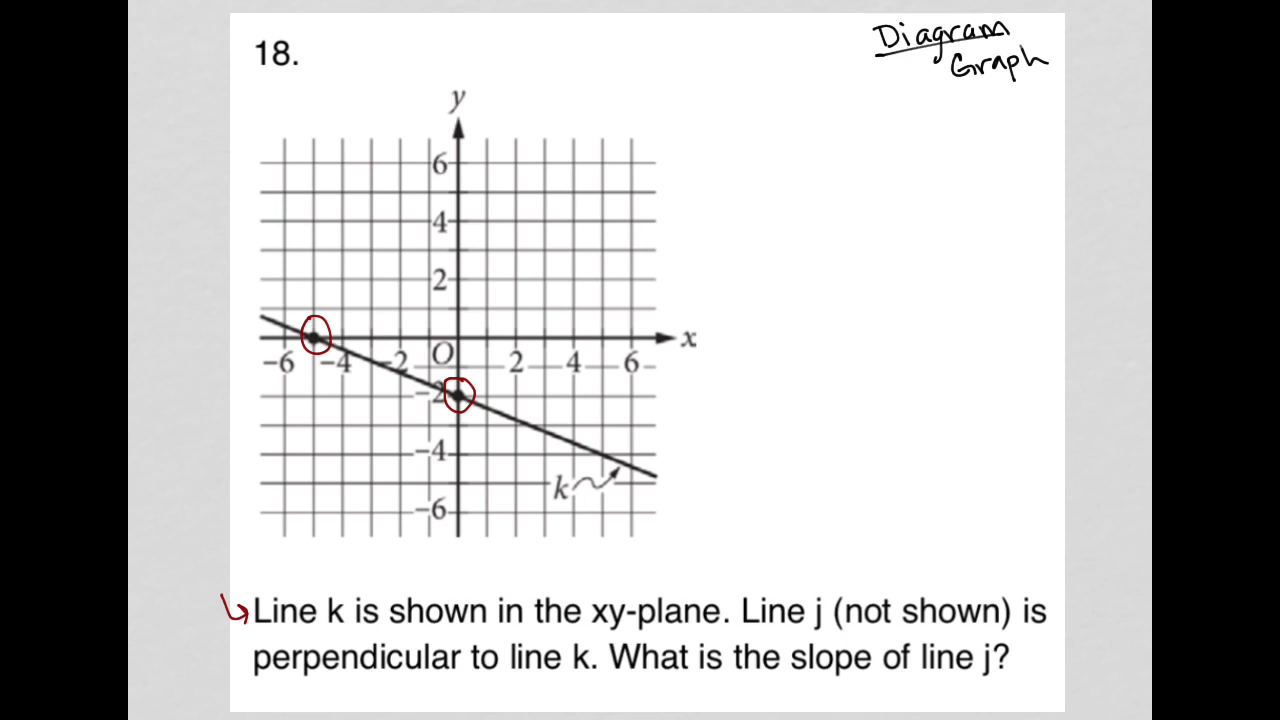 18.
Diagram
Graph
y
6
4
2
-6 -4 -2 O 2 4 6 x
-2
-4
k
-6
Line k is shown in the xy-plane. Line j (not shown) is
perpendicular to line k. What is the slope of line j?